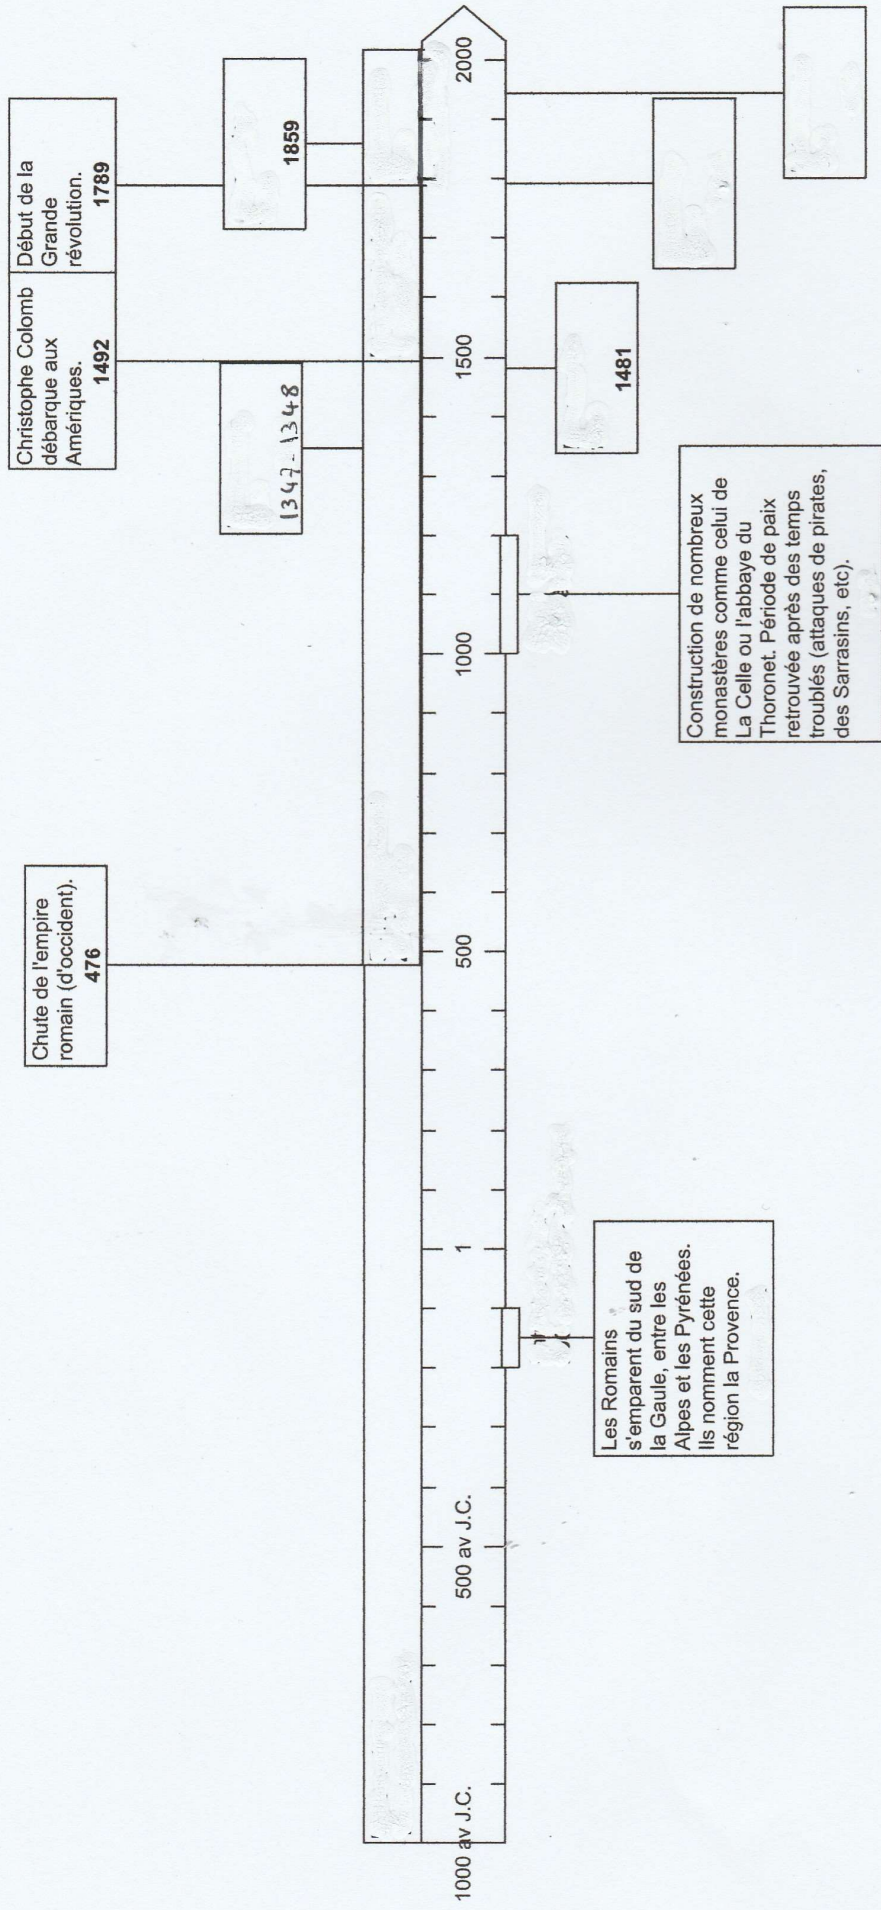 Chute de l'empire
romain (d'occident).
476
Christophe Colomb
débarque aux
Amériques.
1492
Début de la
Grande
révolution.
1789
1347-1348
1859
1000 av J.C.
500 av J.C.
1
500
1000
1500
2000
Les Romains
s'emparent du sud de
la Gaule, entre les
Alpes et les Pyrénées.
Ils nomment cette
région la Provence.
Construction de nombreux
monastères comme celui de
La Celle ou l'abbaye du
Thoronet. Période de paix
retrouvée après des temps
troublés (attaques de pirates,
des Sarrasins, etc).
1481